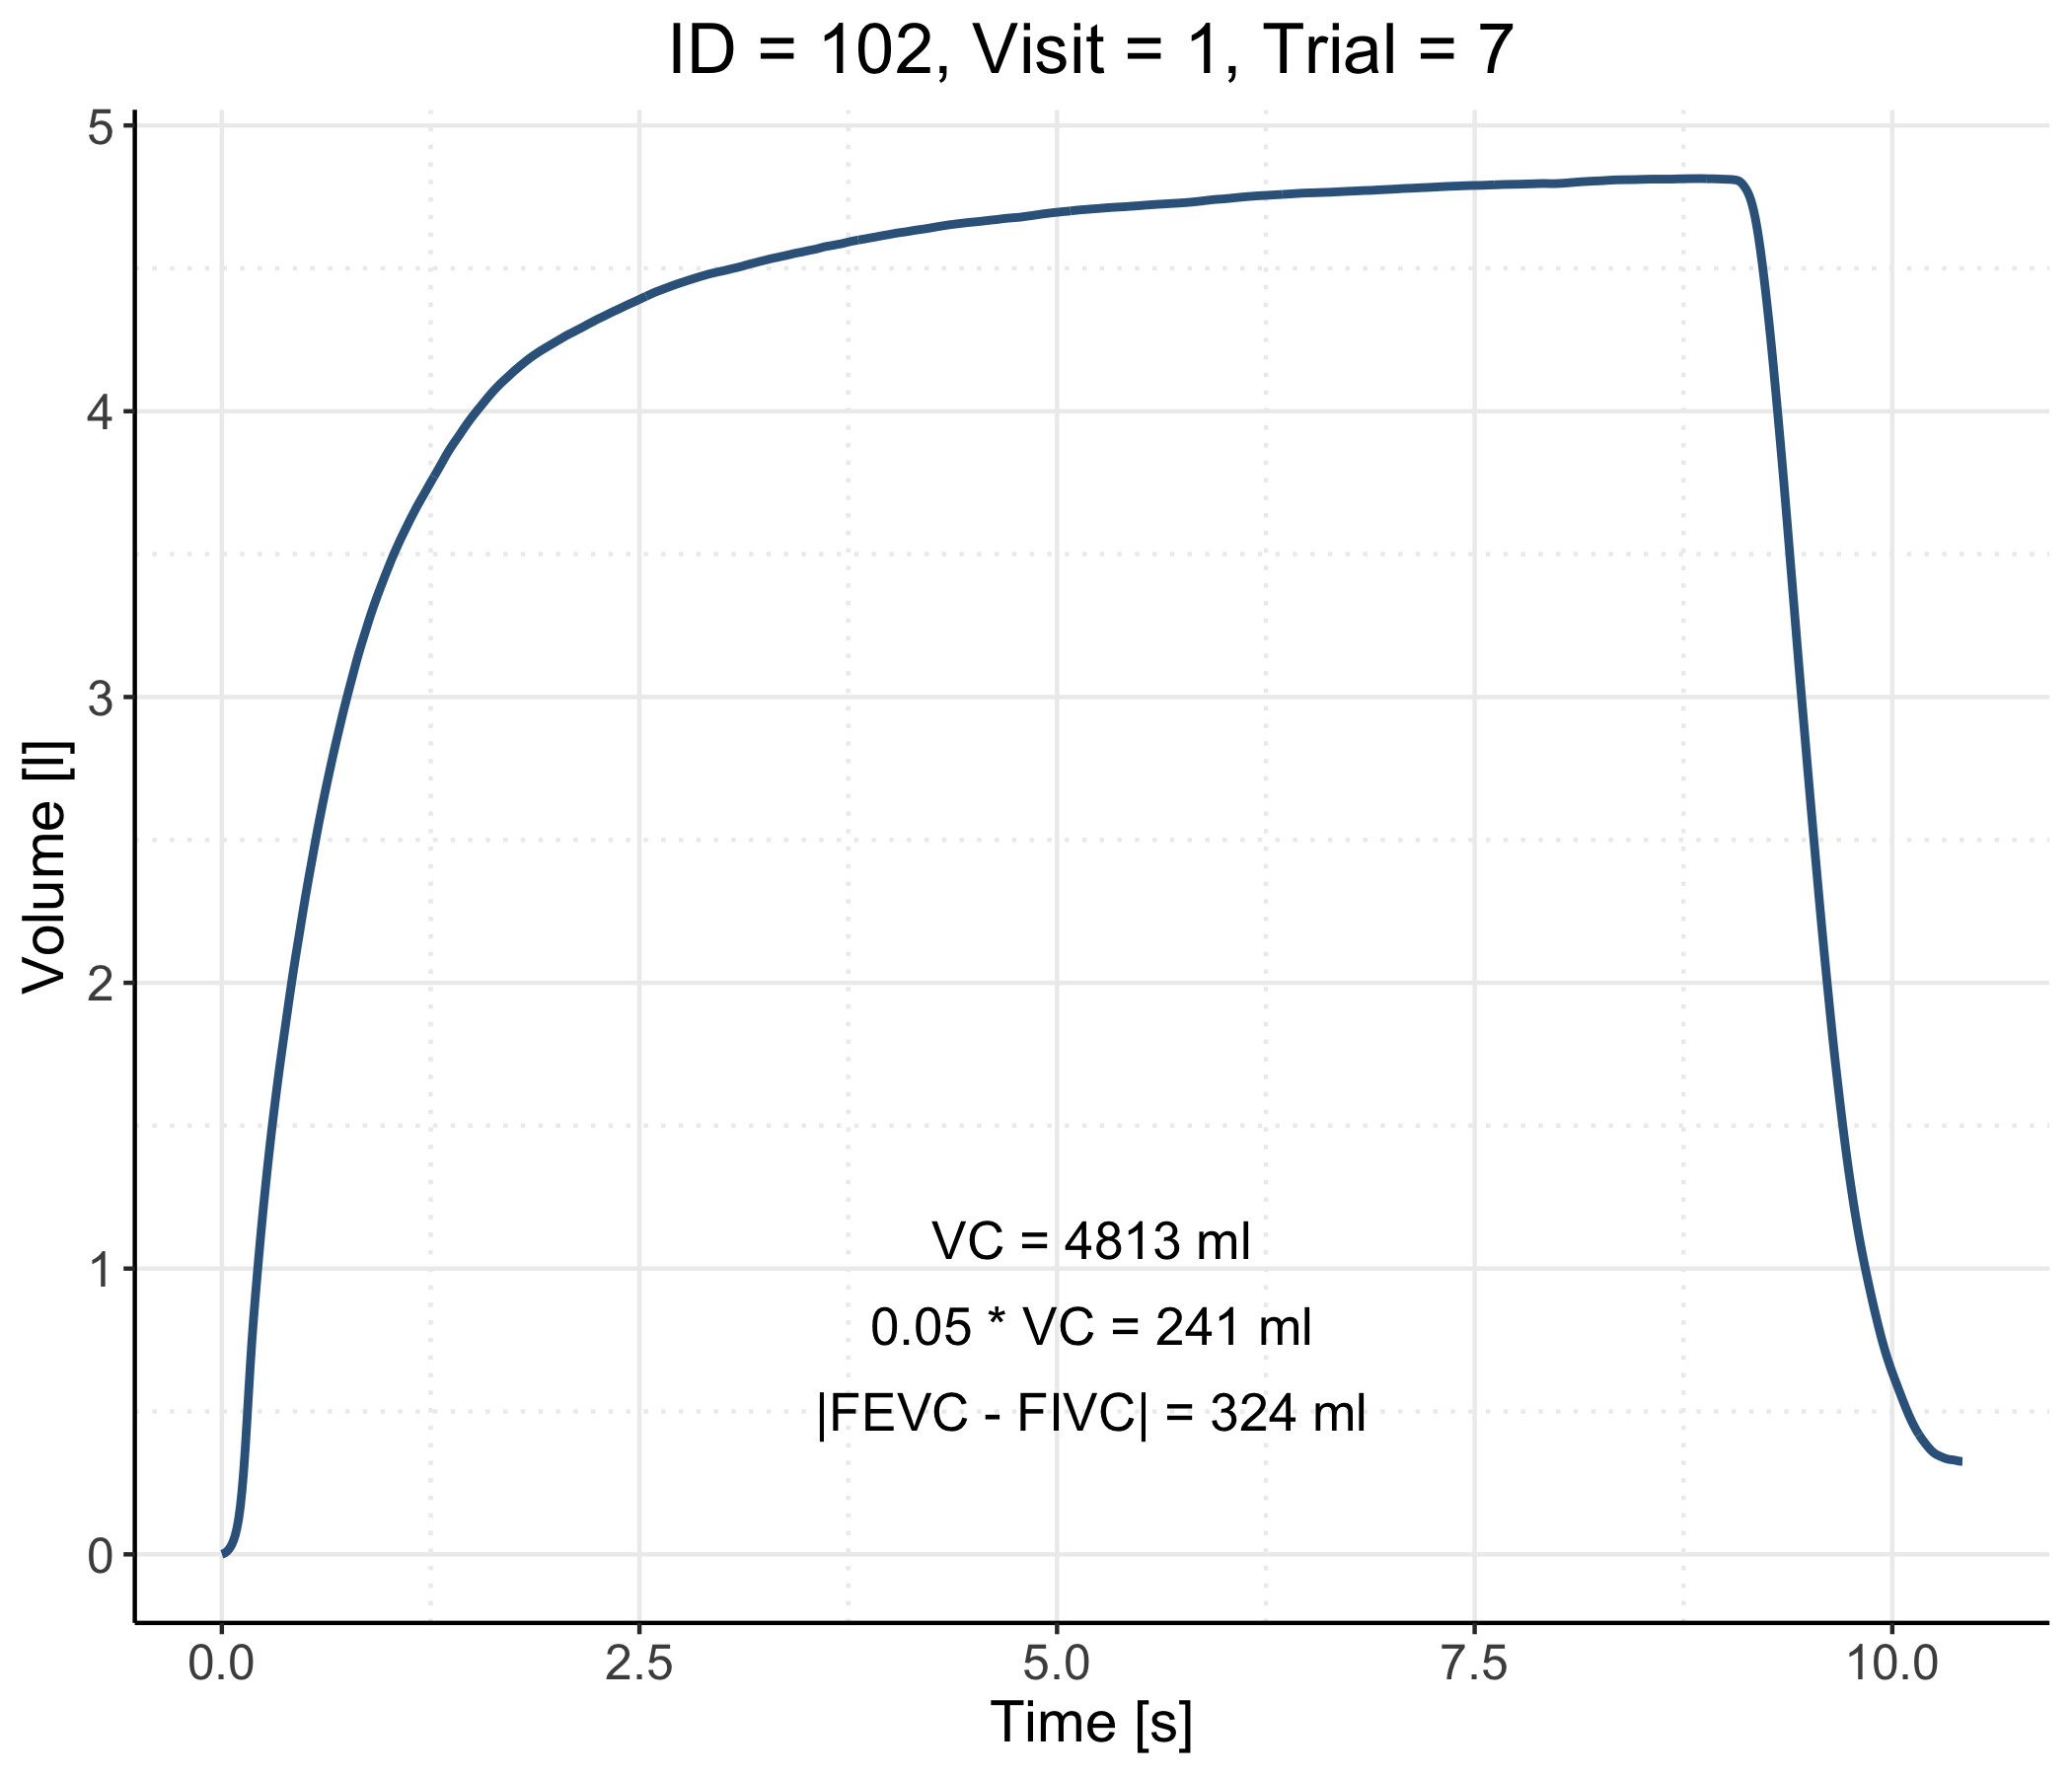 ID = 102, Visit = 1, Trial = 7
5
4
3
2
1
0
Volume [l]
VC = 4813 ml
0.05 * VC = 241 ml
|FEVC - FIVC| = 324 ml
0.0 2.5 5.0 7.5 10.0
Time [s]